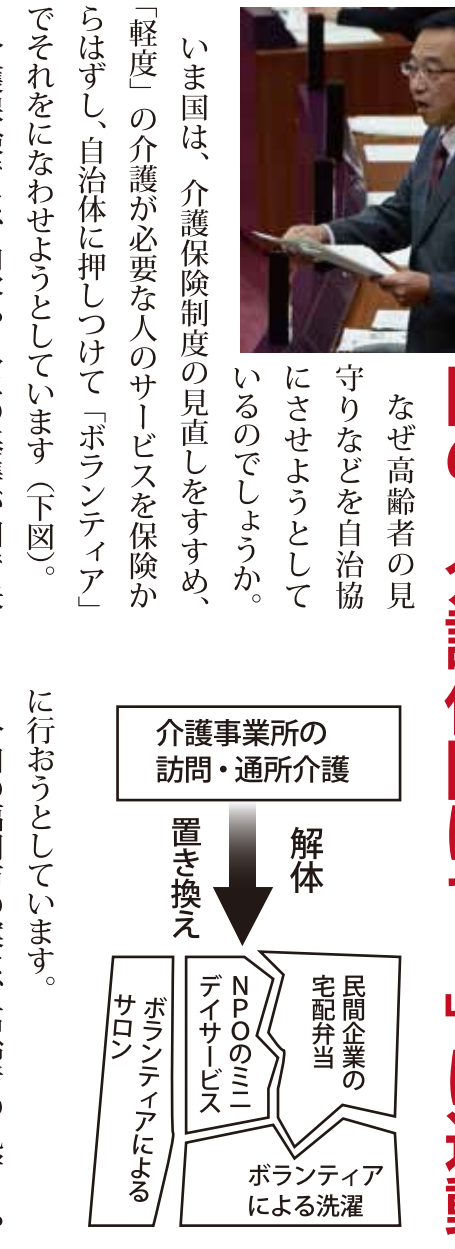 なぜ高齢者の見
守りなどを自治協
にさせようとして
いるのでしょうか。
いま国は、介護保険制度の見直しをすすめ、
「軽度」の介護が必要な人のサービスを保険か
らはずし、自治体に押しつけて「ボランティア」
でそれをになわせようとしています（下図）。
に行おうとしています。
介護事業所の
訪問・通所介護
解体
置き換え
民間企業の
宅配弁当
NPOのミニ
デイサービス
ボランティアによる
サロン
ボランティア
による洗濯